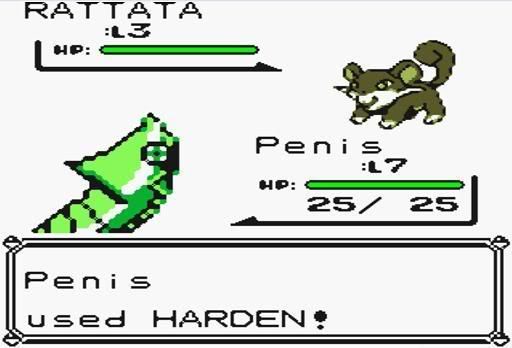 RATTATA
:L3
HP:
Penis
:L7
HP:
25/ 25
Penis
used HARDEN!